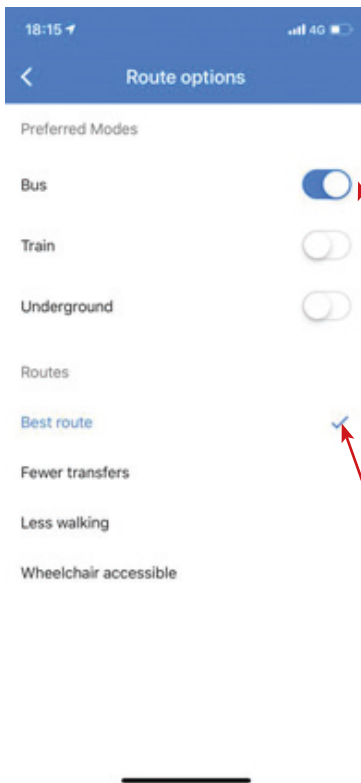 18:15
4G
Route options
Preferred Modes
Bus
Train
Underground
Routes
Best route
Fewer transfers
Less walking
Wheelchair accessible